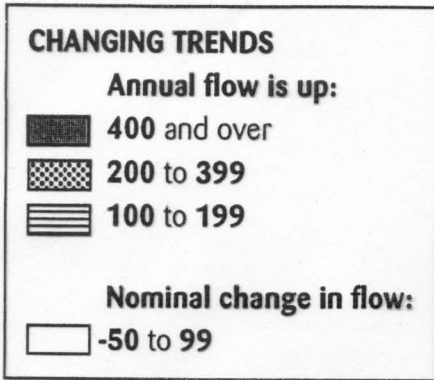 CHANGING TRENDS
Annual flow is up:
400 and over
200 to 399
100 to 199
Nominal change in flow:
-50 to 99